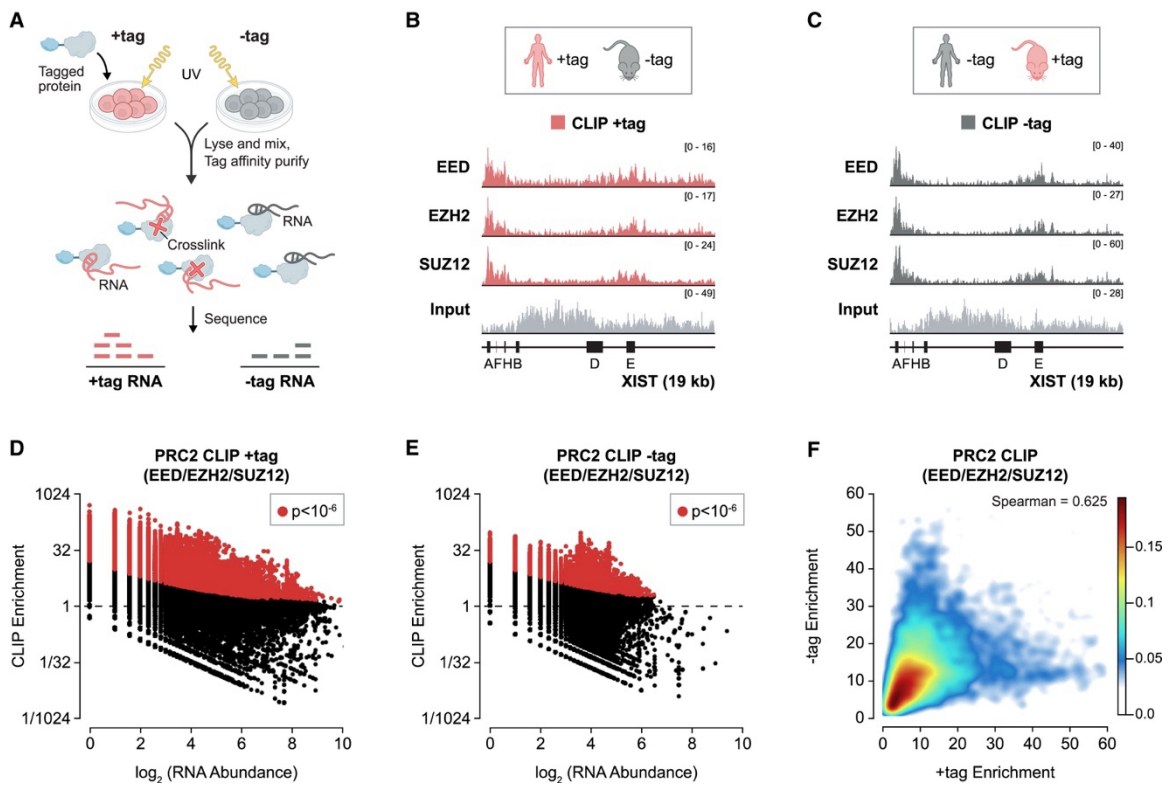 A
+tag
-tag
Tagged
protein
UV
Lyse and mix,
Tag affinity purify
RNA
Crosslink
RNA
Sequence
+tag RNA
-tag RNA
B
+tag
-tag
CLIP +tag
[0 - 16]
EED
[0 - 17]
EZH2
[0 - 24]
SUZ12
[0 - 49]
Input
AFHB
D
E
XIST (19 kb)
C
-tag
+tag
CLIP -tag
[0 - 40]
EED
[0 - 27]
EZH2
[0 - 60]
SUZ12
[0 - 28]
Input
AFHB
D
E
XIST (19 kb)
D
PRC2 CLIP +tag
(EED/EZH2/SUZ12)
1024
32
1
1/32
1/1024
CLIP Enrichment
p<10⁻⁶
0 2 4 6 8 10
log₂ (RNA Abundance)
E
PRC2 CLIP -tag
(EED/EZH2/SUZ12)
1024
32
1
1/32
1/1024
CLIP Enrichment
p<10⁻⁶
0 2 4 6 8 10
log₂ (RNA Abundance)
F
PRC2 CLIP
(EED/EZH2/SUZ12)
Spearman = 0.625
60
50
40
30
20
10
0
-tag Enrichment
0 10 20 30 40 50 60
+tag Enrichment
0.15
0.10
0.05
0.0